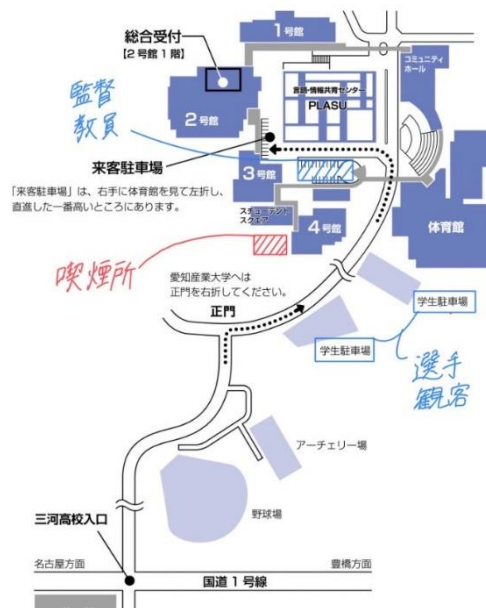 1号館
総合受付
【2号館 1階】
コミュニティ
ホール
言語・情報共育センター
PLASU
監督
教員
2号館
来客駐車場
「来客駐車場」は、右手に体育館を見て左折し、
直進した一番高いところにあります。
3号館
スチューデント
スクエア
4号館
体育館
喫煙所
愛知産業大学へは
正門を右折してください。
正門
学生駐車場
学生駐車場
選手
観客
アーチェリー場
野球場
三河高校入口
名古屋方面
豊橋方面
国道1号線